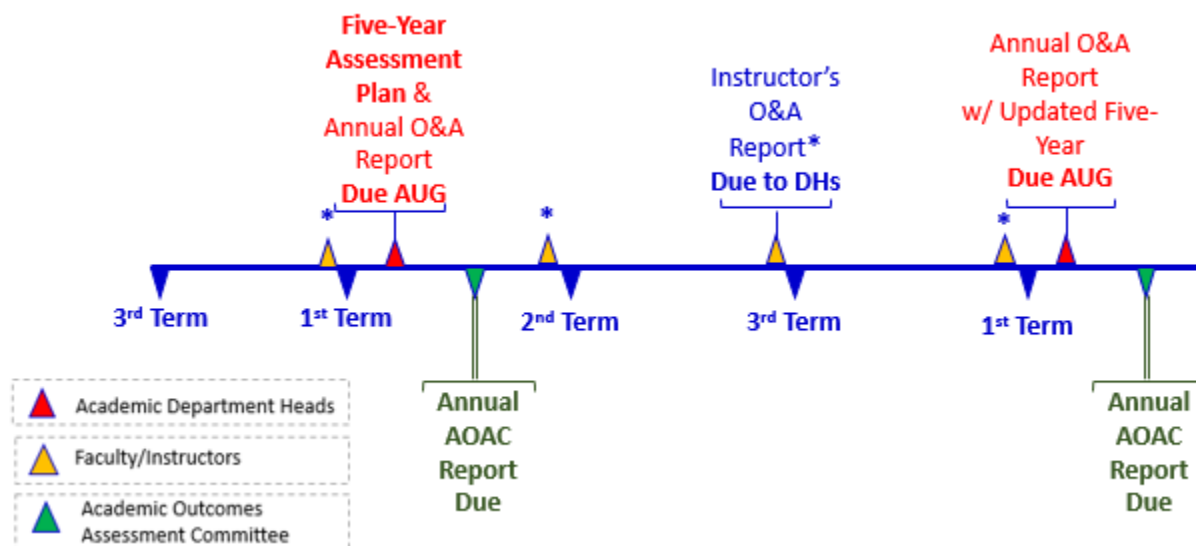 Five-Year
Assessment
Plan &
Annual O&A
Report
Due AUG
*
*
Instructor's
O&A
Report*
Due to DHs
Annual O&A
Report
w/ Updated Five-
Year
Due AUG
*
3rd Term
1st Term
2nd Term
3rd Term
1st Term
Annual
AOAC
Report
Due
Annual
AOAC
Report
Due
Academic Department Heads
Faculty/Instructors
Academic Outcomes
Assessment Committee